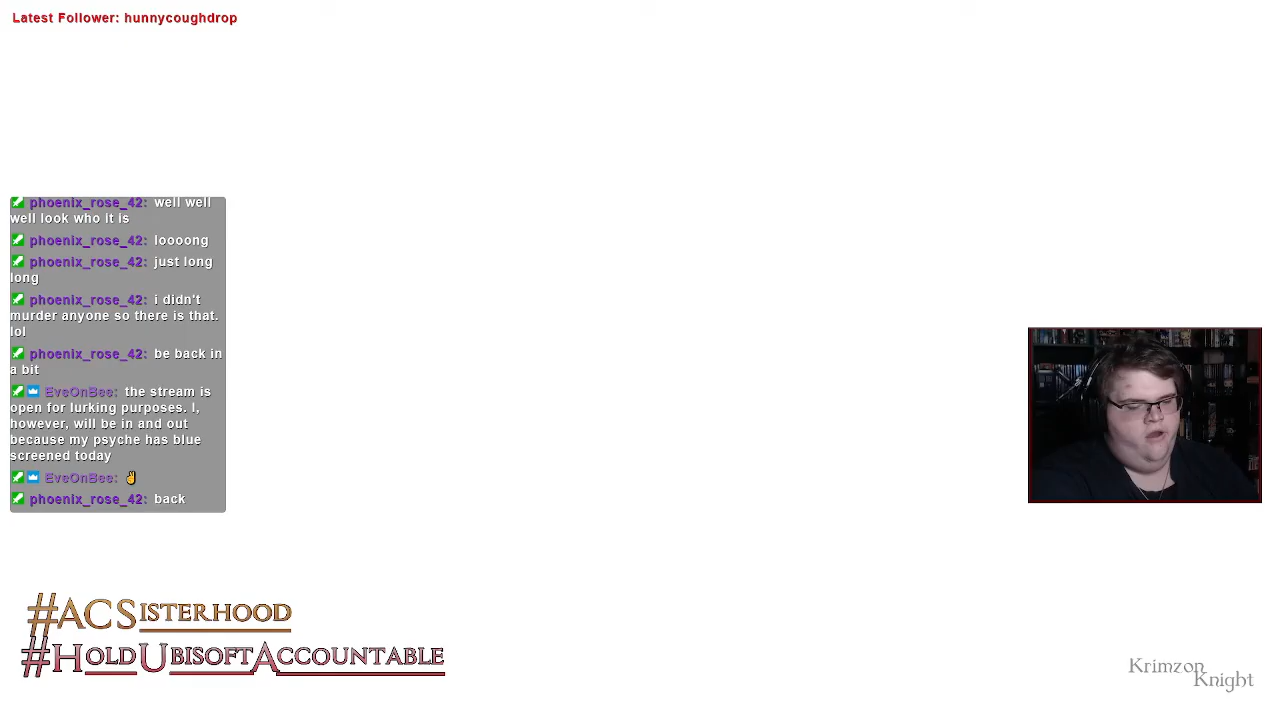 Latest Follower: hunnycoughdrop
phoenix_rose_42: well well
well look who it is
phoenix_rose_42: loooong
phoenix_rose_42: just long
long
phoenix_rose_42: i didn't
murder anyone so there is that.
lol
phoenix_rose_42: be back in
a bit
EveOnBee: the stream is
open for lurking purposes. I,
however, will be in and out
because my psyche has blue
screened today
EveOnBee: ✌
phoenix_rose_42: back
#ACSisterhood
#HoldUbisoftAccountable
Krimzon
Knight